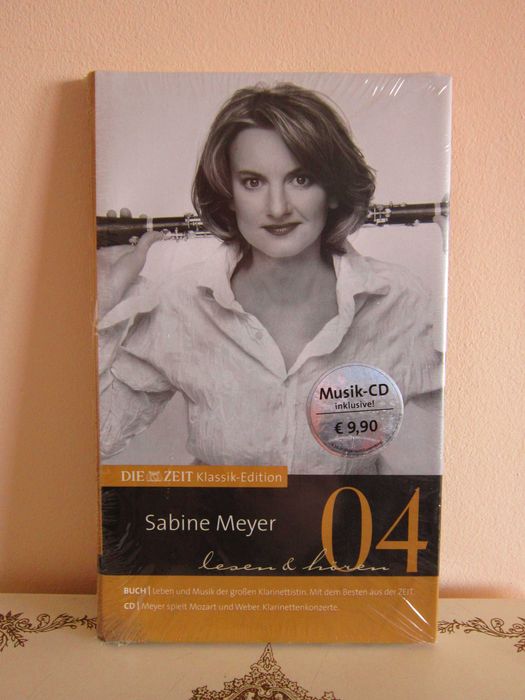 Musik-CD
inklusive!
€ 9,90
DIE ZEIT Klassik-Edition
Sabine Meyer
04
lesen & hören
BUCH | Leben und Musik der großen Klarinettistin. Mit dem Besten aus der ZEIT.
CD | Meyer spielt Mozart und Weber. Klarinettenkonzerte.